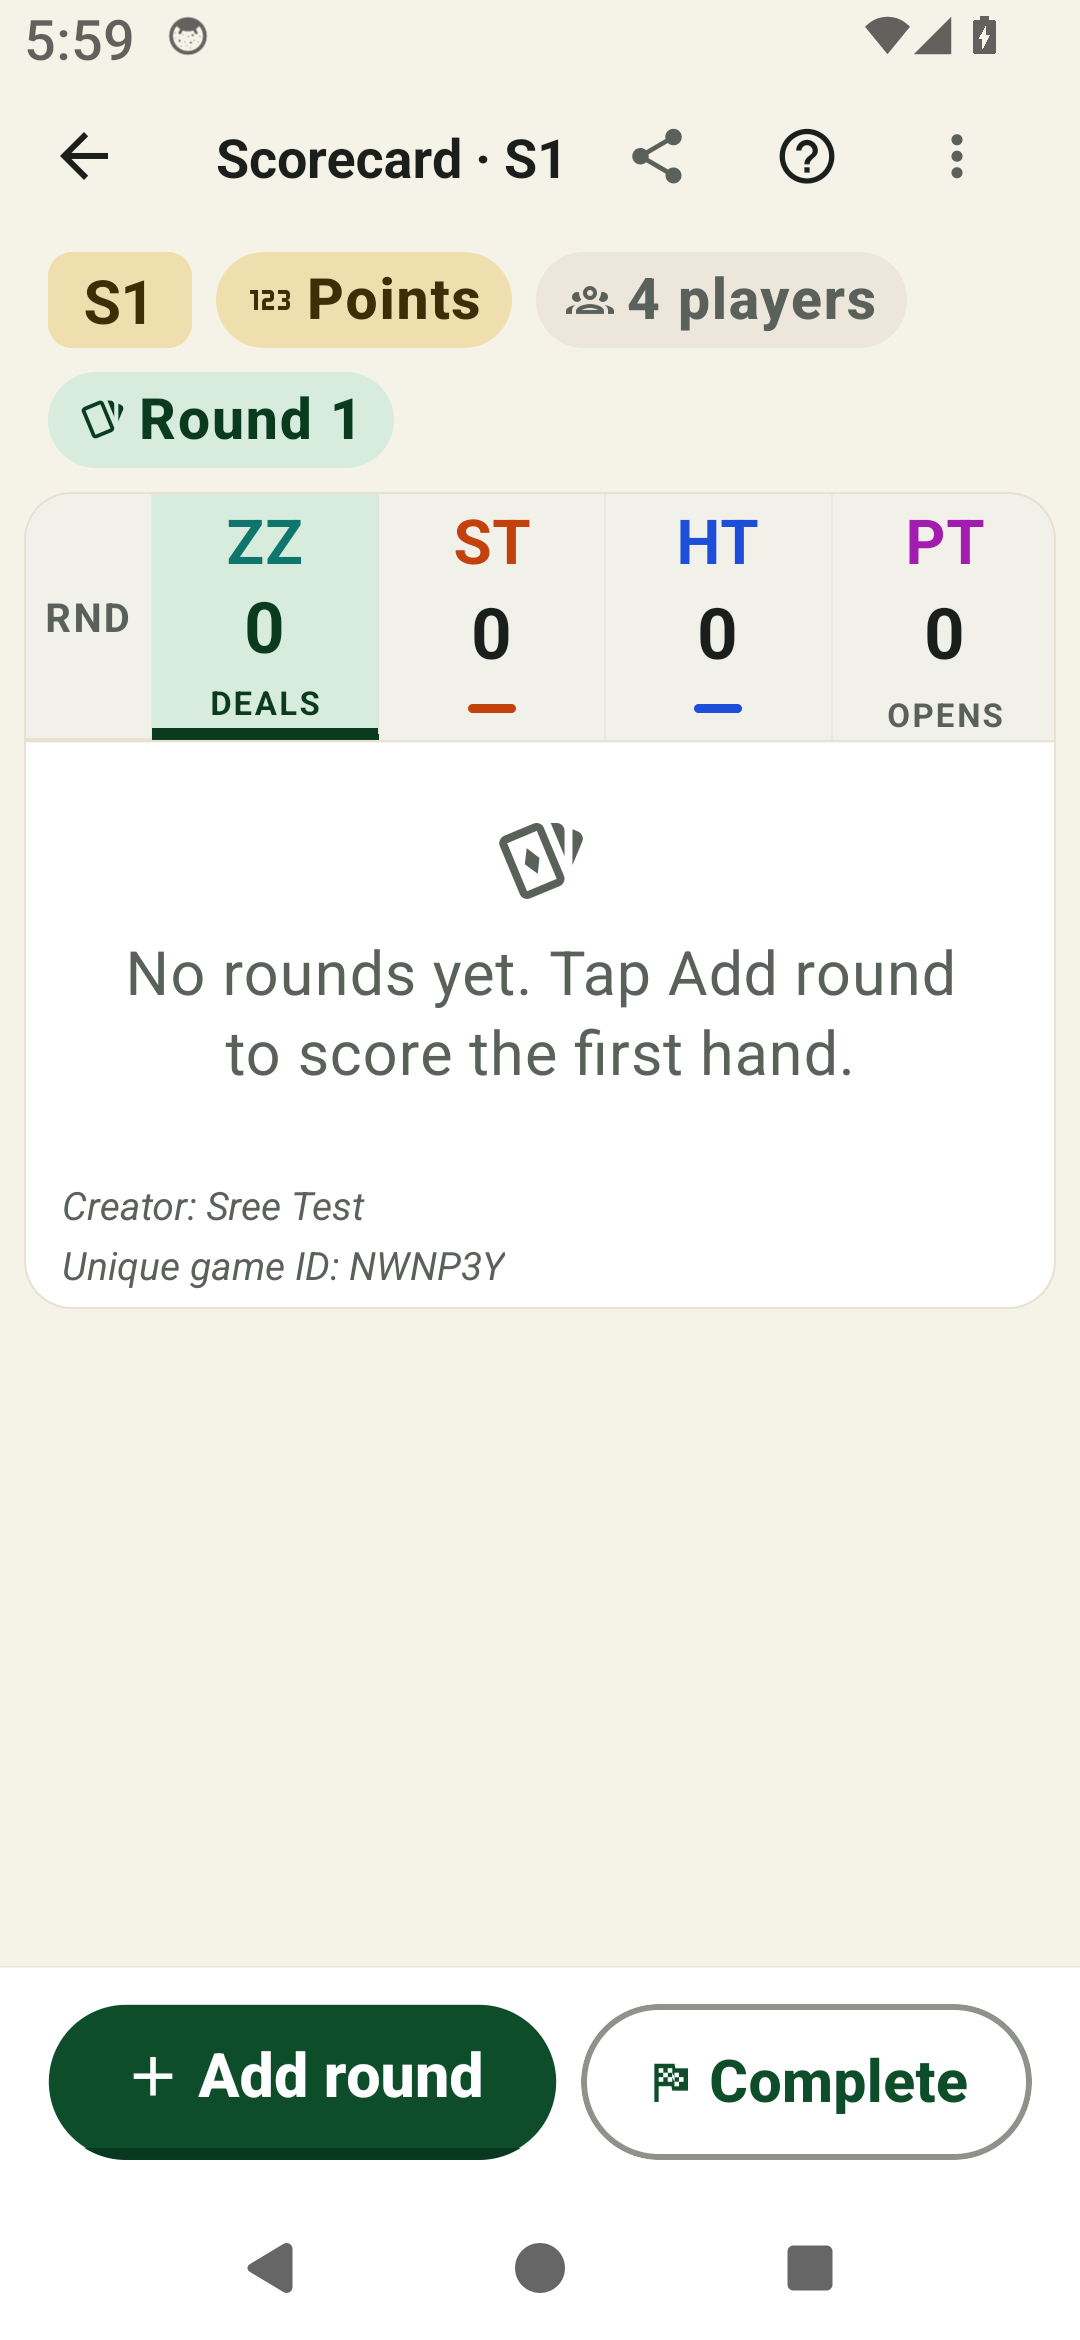 5:59
Scorecard · S1
S1
123 Points
4 players
Round 1
RND
ZZ
ST
HT
PT
0
0
0
0
DEALS
OPENS
No rounds yet. Tap Add round
to score the first hand.
Creator: Sree Test
Unique game ID: NWNP3Y
+ Add round
Complete